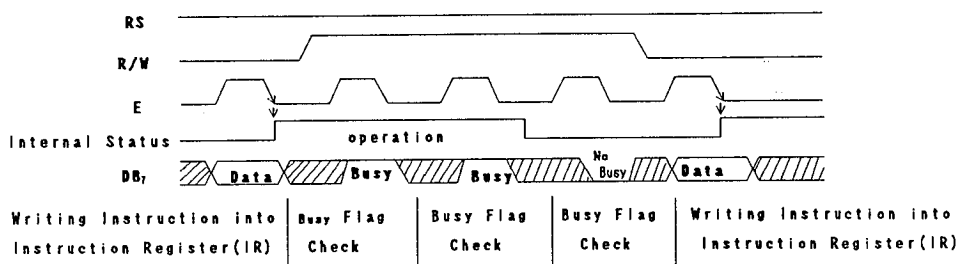 RS
R/W
E
Internal Status operation
No
DB₇ Data Busy Busy Busy Data
Writing Instruction into Busy Flag Busy Flag Busy Flag Writing Instruction into
Instruction Register(IR) Check Check Check Instruction Register(IR)